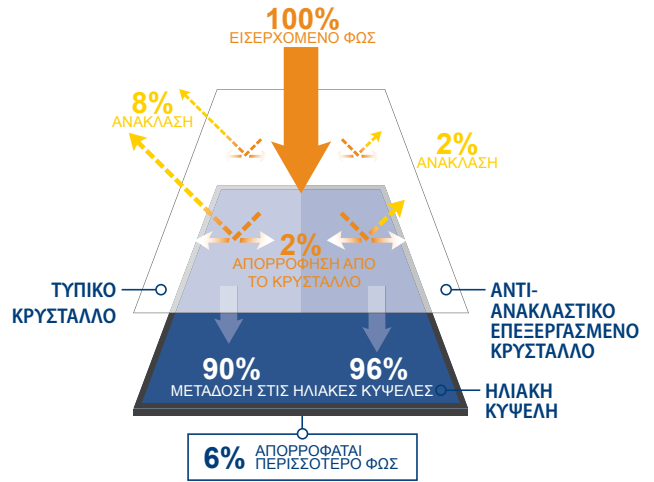 100%
ΕΙΣΕΡΧΟΜΕΝΟ ΦΩΣ
8%
ΑΝΑΚΛΑΣΗ
2%
ΑΝΑΚΛΑΣΗ
2%
ΑΠΟΡΡΟΦΗΣΗ ΑΠΟ
ΤΟ ΚΡΥΣΤΑΛΛΟ
ΤΥΠΙΚΟ
ΚΡΥΣΤΑΛΛΟ
ΑΝΤΙ-
ΑΝΑΚΛΑΣΤΙΚΟ
ΕΠΕΞΕΡΓΑΣΜΕΝΟ
ΚΡΥΣΤΑΛΛΟ
90% 96%
ΜΕΤΑΔΟΣΗ ΣΤΙΣ ΗΛΙΑΚΕΣ ΚΥΨΕΛΕΣ
ΗΛΙΑΚΗ
ΚΥΨΕΛΗ
6% ΑΠΟΡΡΟΦΑΤΑΙ
ΠΕΡΙΣΣΟΤΕΡΟ ΦΩΣ